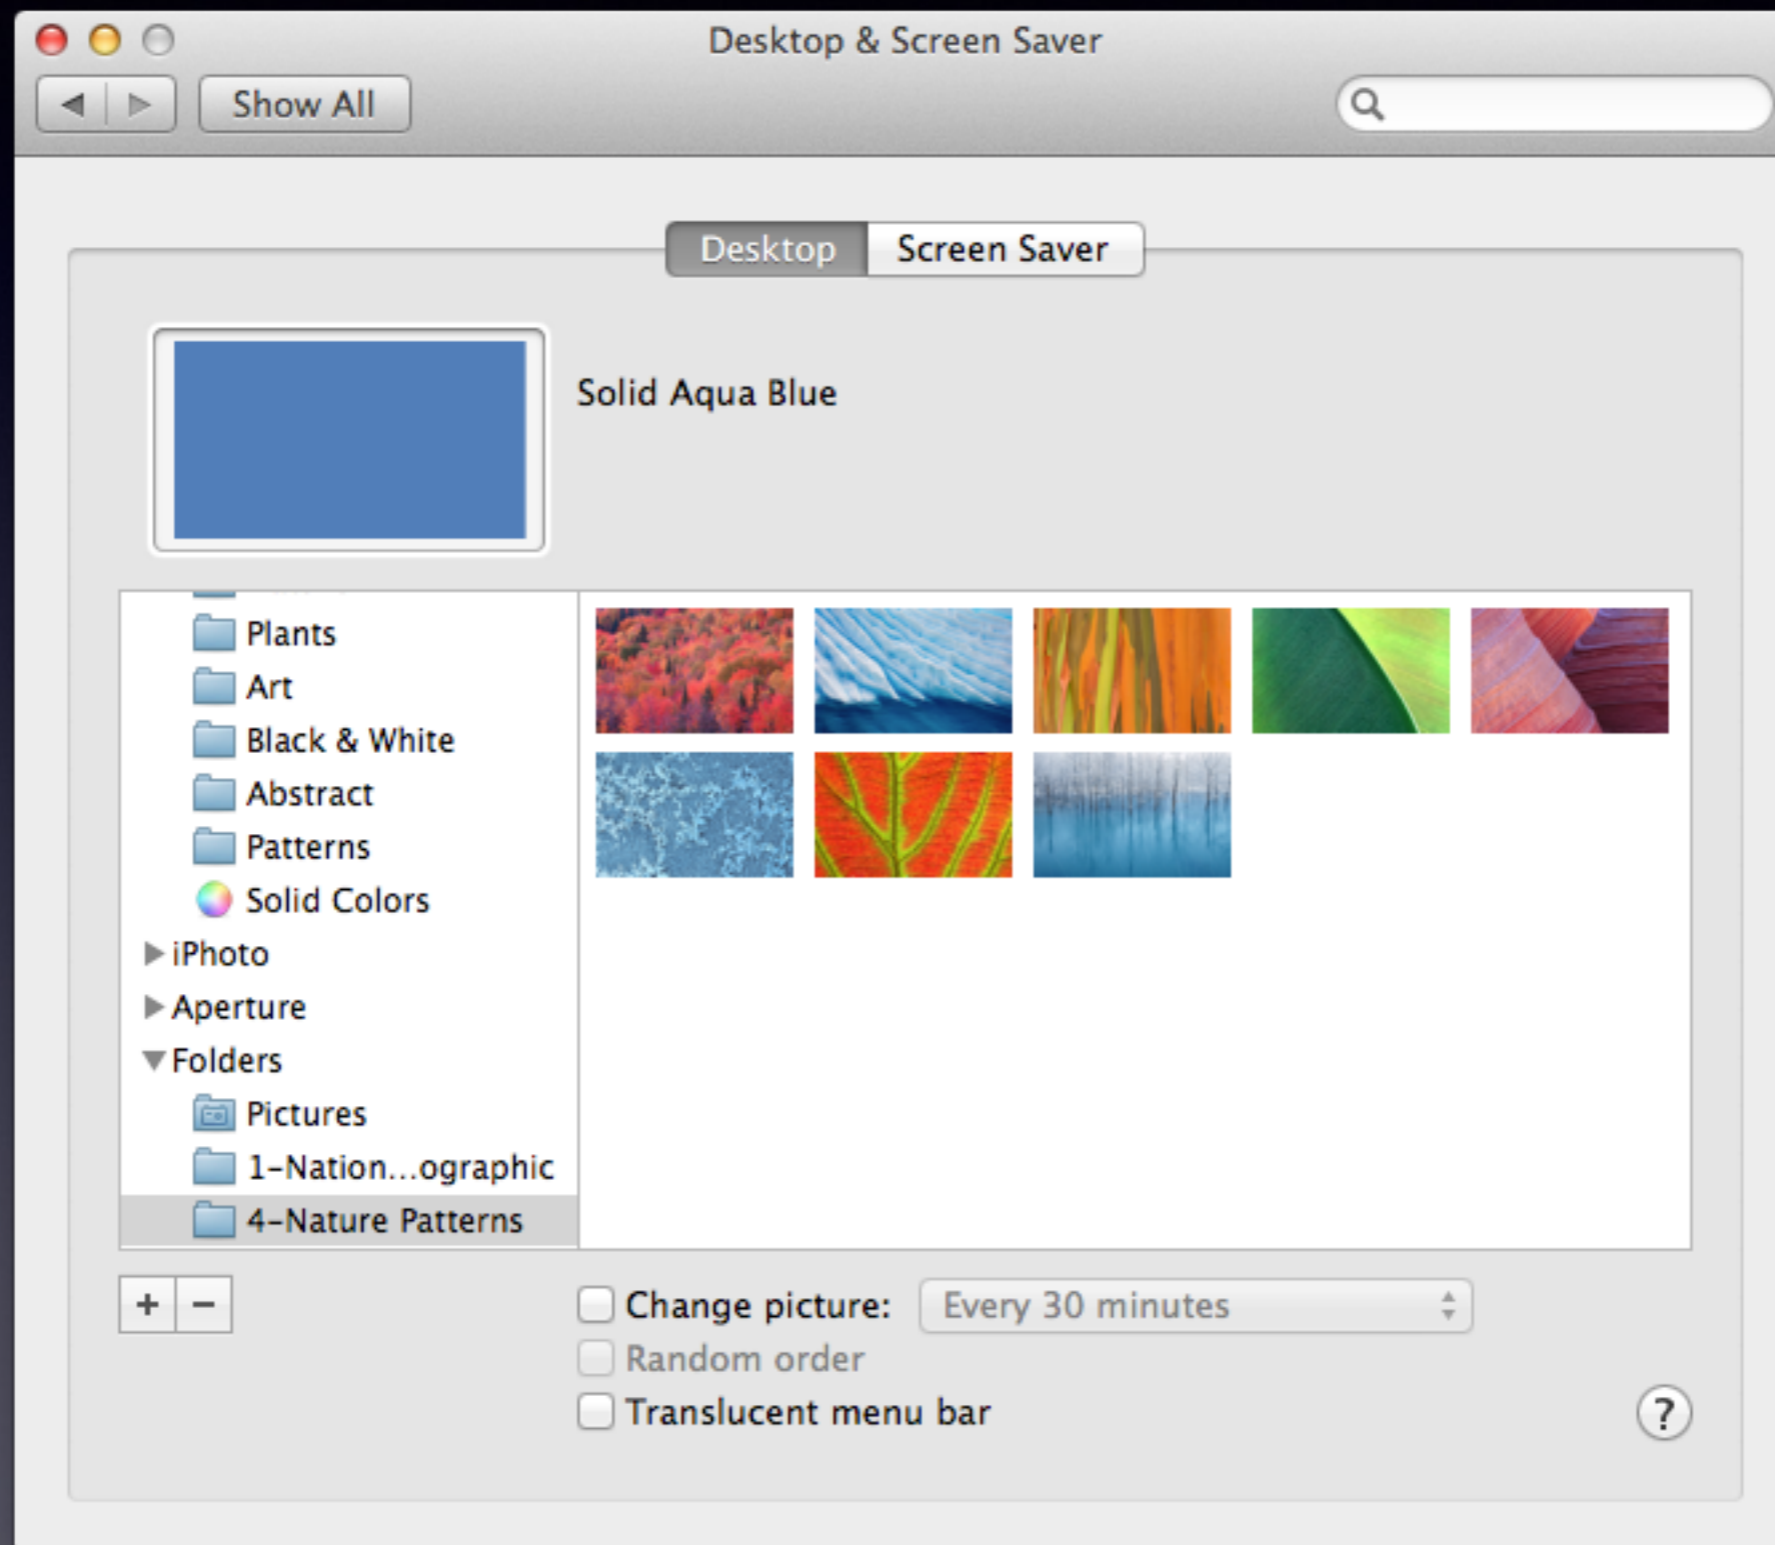 Desktop & Screen Saver
Show All
Desktop
Screen Saver
Solid Aqua Blue
Plants
Art
Black & White
Abstract
Patterns
Solid Colors
iPhoto
Aperture
Folders
Pictures
1-Nation...ographic
4-Nature Patterns
+ −
Change picture: Every 30 minutes
Random order
Translucent menu bar
?